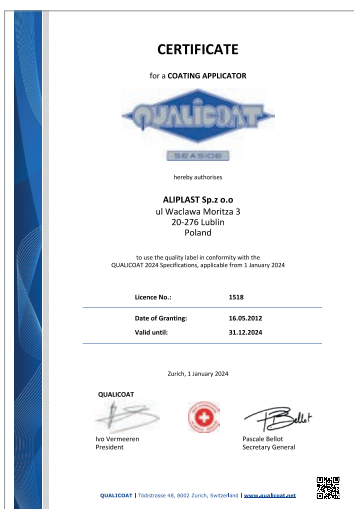 CERTIFICATE
for a COATING APPLICATOR
QUALICOAT
SEASIDE
hereby authorises
ALIPLAST Sp.z o.o
ul Waclawa Moritza 3
20-276 Lublin
Poland
to use the quality label in conformity with the
QUALICOAT 2024 Specifications, applicable from 1 January 2024
Licence No.: 1518
Date of Granting: 16.05.2012
Valid until: 31.12.2024
Zurich, 1 January 2024
QUALICOAT
Ivo Vermeeren
President
Pascale Bellot
Secretary General
QUALICOAT | Tödistrasse 48, 8002 Zurich, Switzerland | www.qualicoat.net